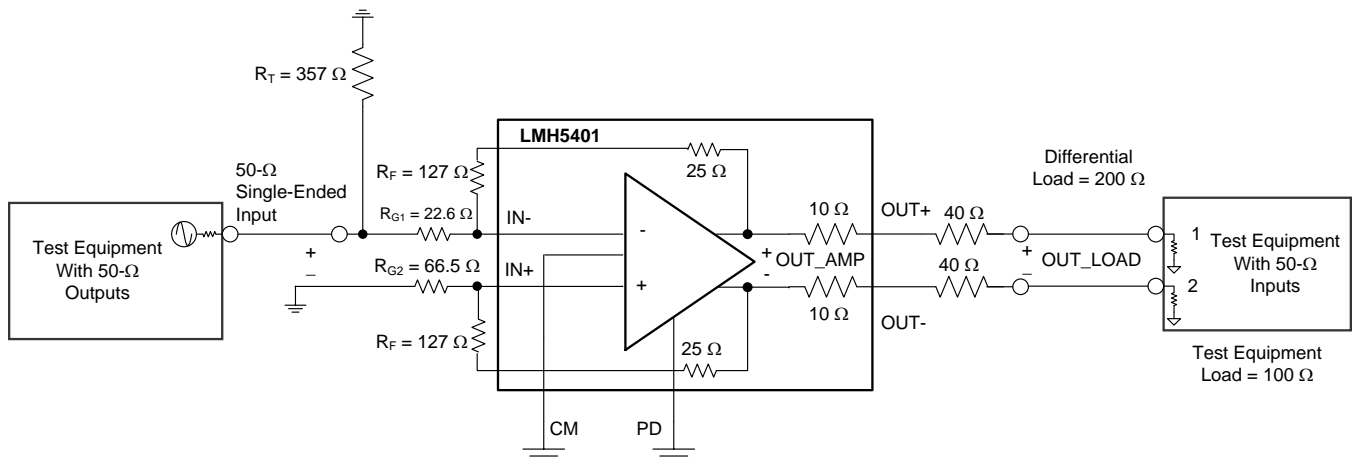 R_T = 357 Ω
LMH5401
50-Ω
Single-Ended
Input
R_F = 127 Ω
25 Ω
R_G1 = 22.6 Ω
IN-
-
10 Ω
OUT+
40 Ω
Differential
Load = 200 Ω
Test Equipment
With 50-Ω
Outputs
+
–
R_G2 = 66.5 Ω
IN+
+
+
-
OUT_AMP
10 Ω
OUT-
40 Ω
+
–
OUT_LOAD
1
2
Test Equipment
With 50-Ω
Inputs
R_F = 127 Ω
25 Ω
Test Equipment
Load = 100 Ω
CM
PD